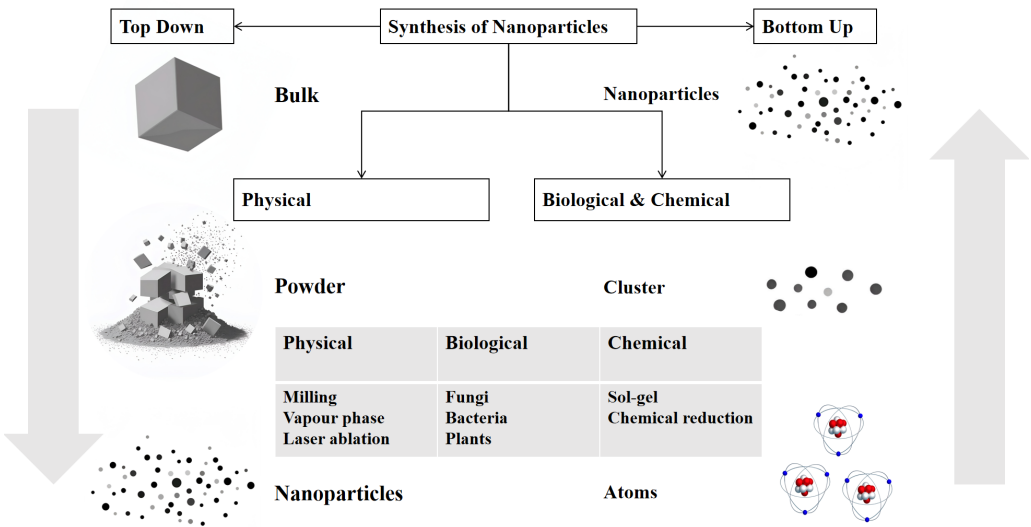 Top Down
Synthesis of Nanoparticles
Bottom Up
Bulk
Nanoparticles
Physical
Biological & Chemical
Powder
Cluster
Physical
Biological
Chemical
Milling
Vapour phase
Laser ablation
Fungi
Bacteria
Plants
Sol-gel
Chemical reduction
Nanoparticles
Atoms